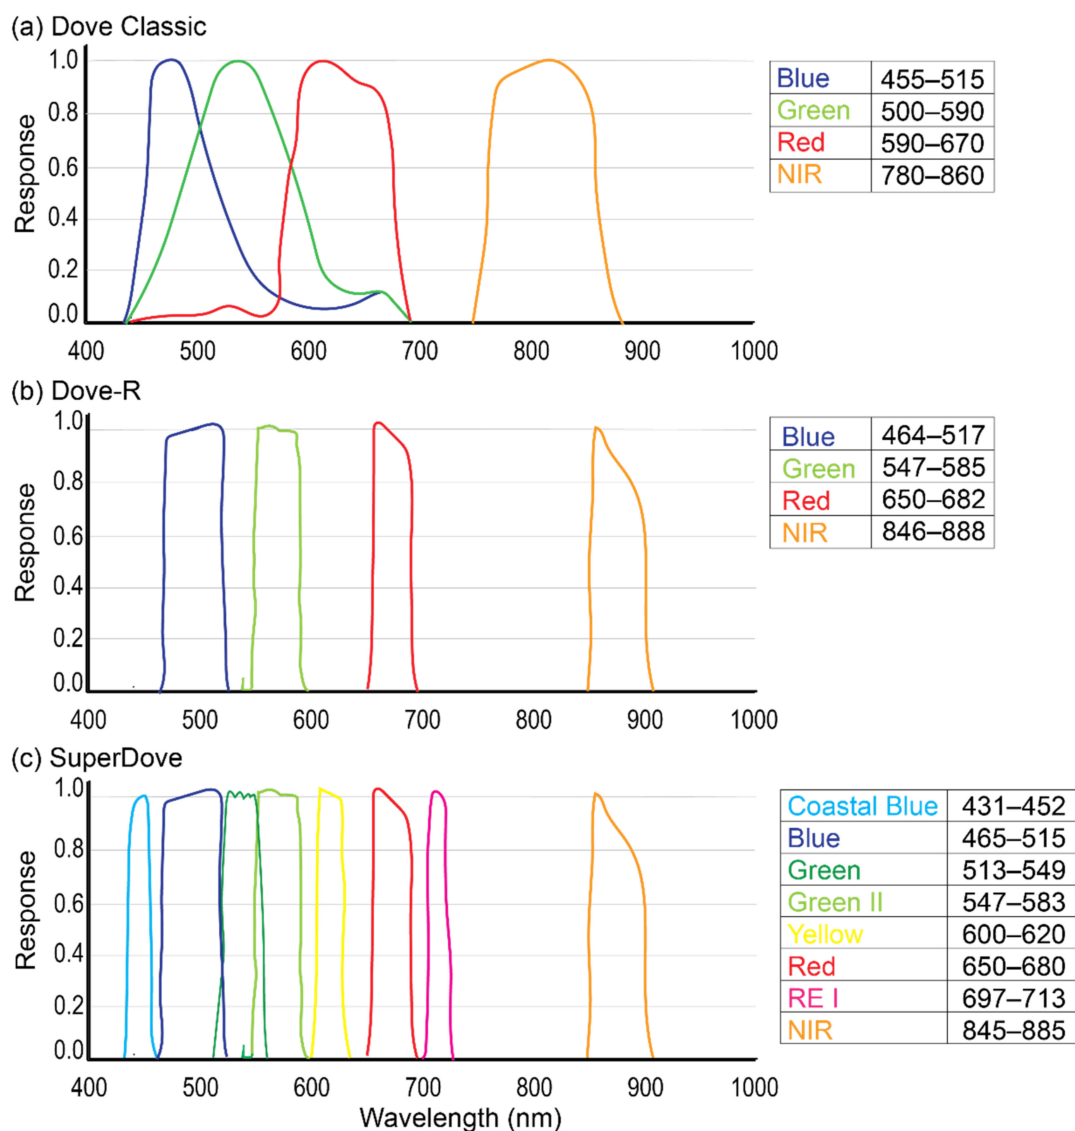 (a) Dove Classic
Response
1.0
0.8
0.6
0.4
0.2
0.0
400 500 600 700 800 900 1000
Blue 455–515
Green 500–590
Red 590–670
NIR 780–860
(b) Dove-R
Response
1.0
0.8
0.6
0.4
0.2
0.0
400 500 600 700 800 900 1000
Blue 464–517
Green 547–585
Red 650–682
NIR 846–888
(c) SuperDove
Response
1.0
0.8
0.6
0.4
0.2
0.0
400 500 600 700 800 900 1000
Wavelength (nm)
Coastal Blue 431–452
Blue 465–515
Green 513–549
Green II 547–583
Yellow 600–620
Red 650–680
RE I 697–713
NIR 845–885